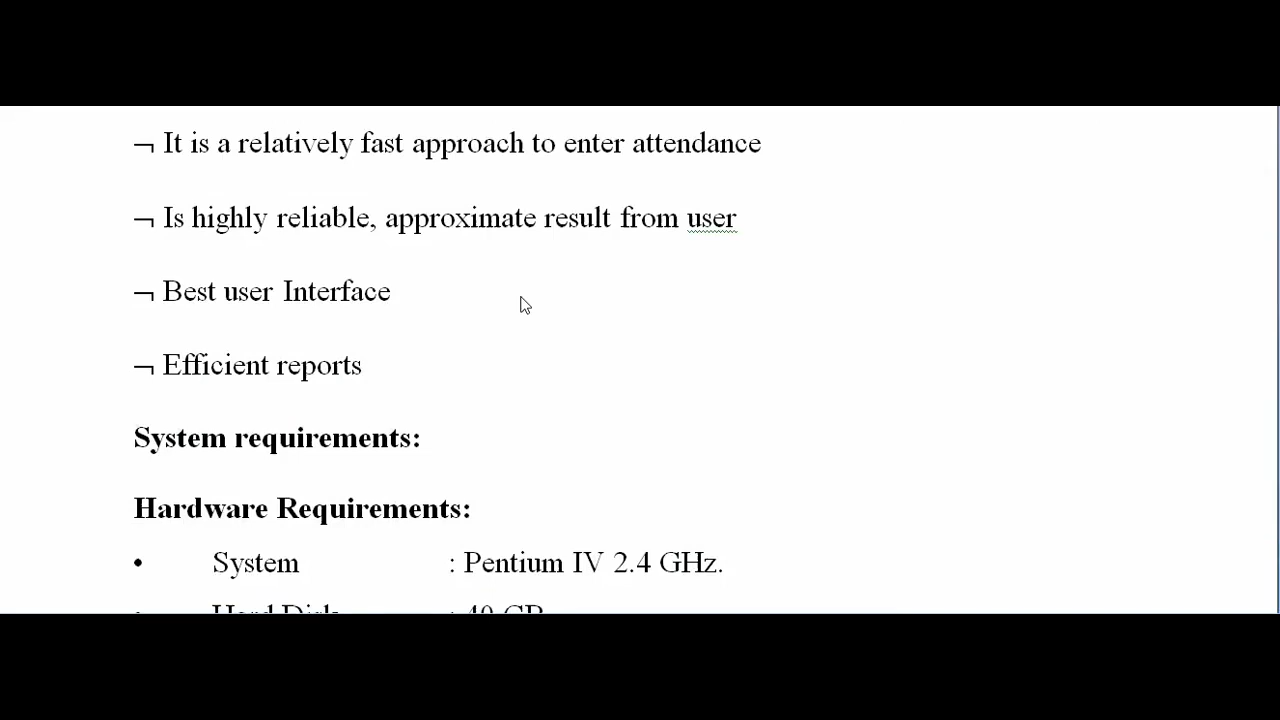 ¬ It is a relatively fast approach to enter attendance
¬ Is highly reliable, approximate result from user
¬ Best user Interface
¬ Efficient reports
System requirements:
Hardware Requirements:
• System : Pentium IV 2.4 GHz.
• Hard Disk : 40 GB